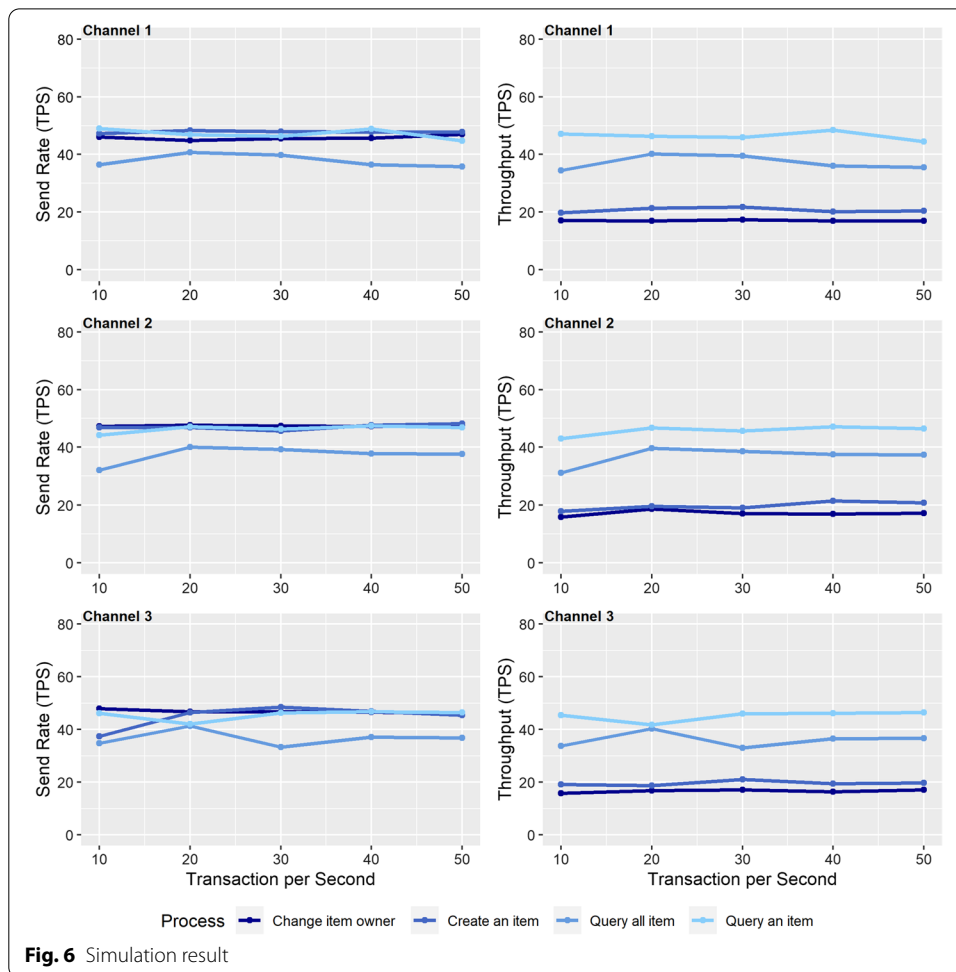 Channel 1
Send Rate (TPS)
80
60
40
20
0
10 20 30 40 50
Channel 1
Throughput (TPS)
80
60
40
20
0
10 20 30 40 50
Channel 2
Send Rate (TPS)
80
60
40
20
0
10 20 30 40 50
Channel 2
Throughput (TPS)
80
60
40
20
0
10 20 30 40 50
Channel 3
Send Rate (TPS)
80
60
40
20
0
10 20 30 40 50
Transaction per Second
Channel 3
Throughput (TPS)
80
60
40
20
0
10 20 30 40 50
Transaction per Second
Process Change item owner Create an item Query all item Query an item
Fig. 6 Simulation result